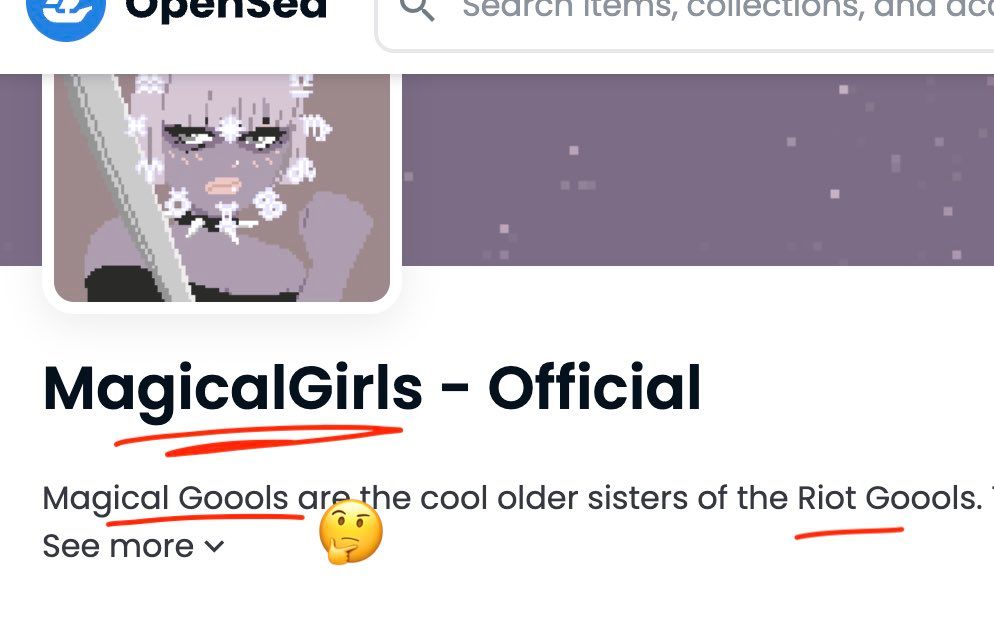 OpenSea
Search items, collections, and acc
MagicalGirls - Official
Magical Goools are the cool older sisters of the Riot Goools.
See more